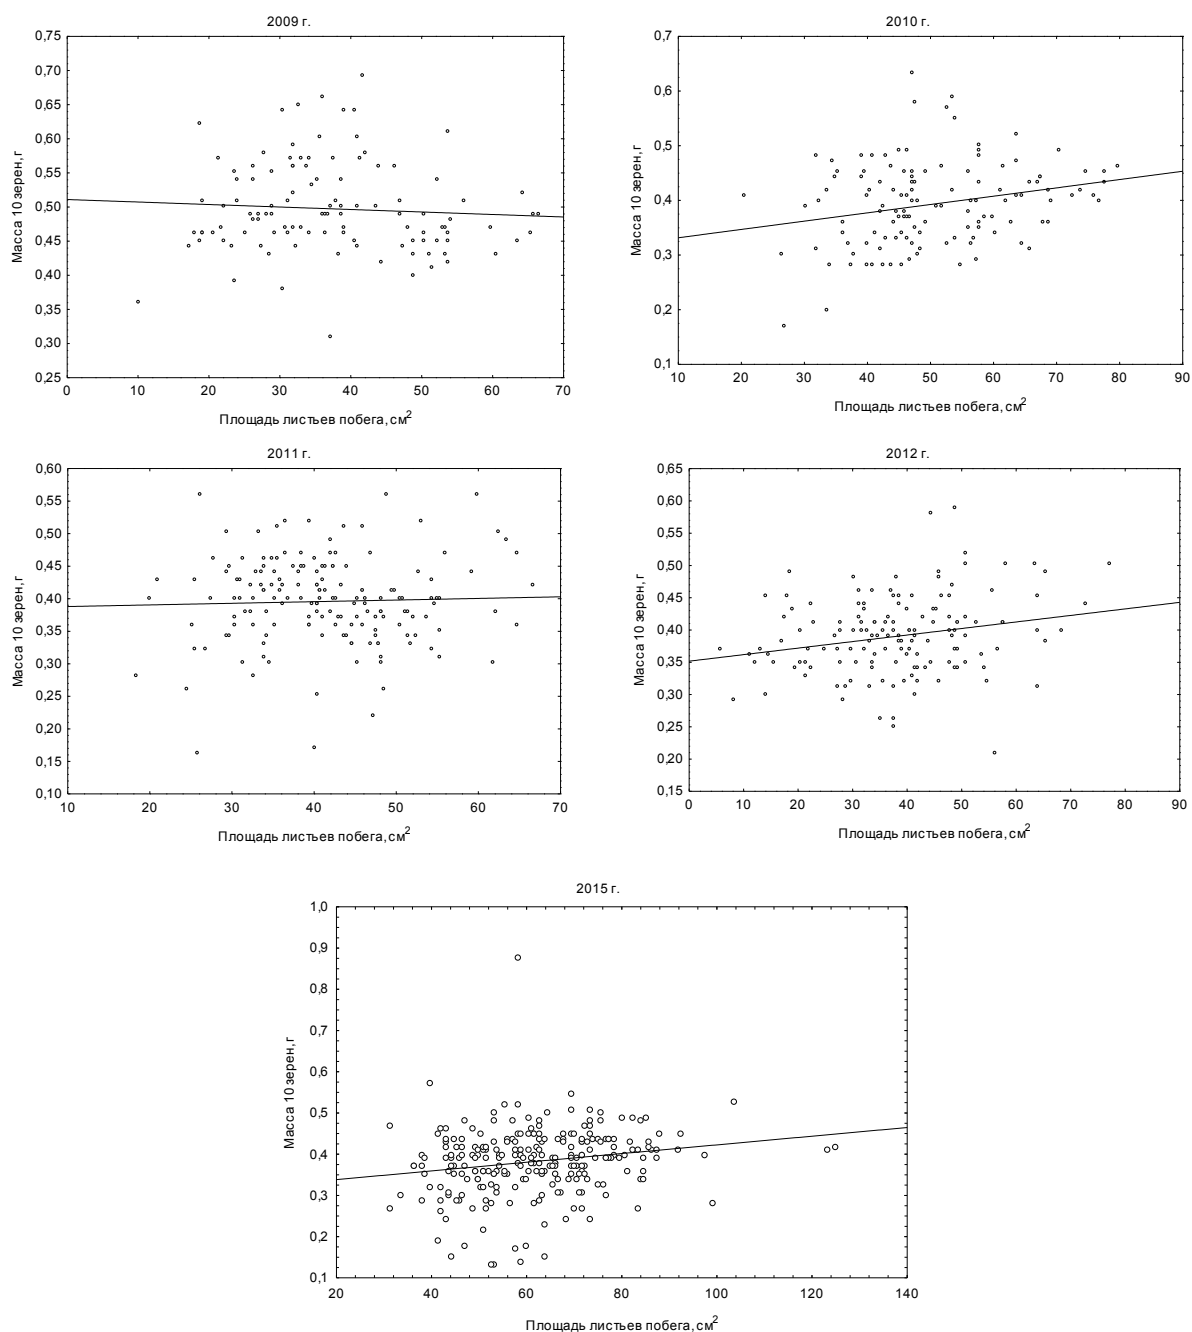 2009 г.
0,75
0,70
0,65
0,60
0,55
0,50
0,45
0,40
0,35
0,30
0,25
Масса 10 зерен, г
0 10 20 30 40 50 60 70
Площадь листьев побега, см²
2010 г.
0,7
0,6
0,5
0,4
0,3
0,2
0,1
Масса 10 зерен, г
10 20 30 40 50 60 70 80 90
Площадь листьев побега, см²
2011 г.
0,60
0,55
0,50
0,45
0,40
0,35
0,30
0,25
0,20
0,15
0,10
Масса 10 зерен, г
10 20 30 40 50 60 70
Площадь листьев побега, см²
2012 г.
0,65
0,60
0,55
0,50
0,45
0,40
0,35
0,30
0,25
0,20
0,15
Масса 10 зерен, г
0 10 20 30 40 50 60 70 80 90
Площадь листьев побега, см²
2015 г.
1,0
0,9
0,8
0,7
0,6
0,5
0,4
0,3
0,2
0,1
Масса 10 зерен, г
20 40 60 80 100 120 140
Площадь листьев побега, см²